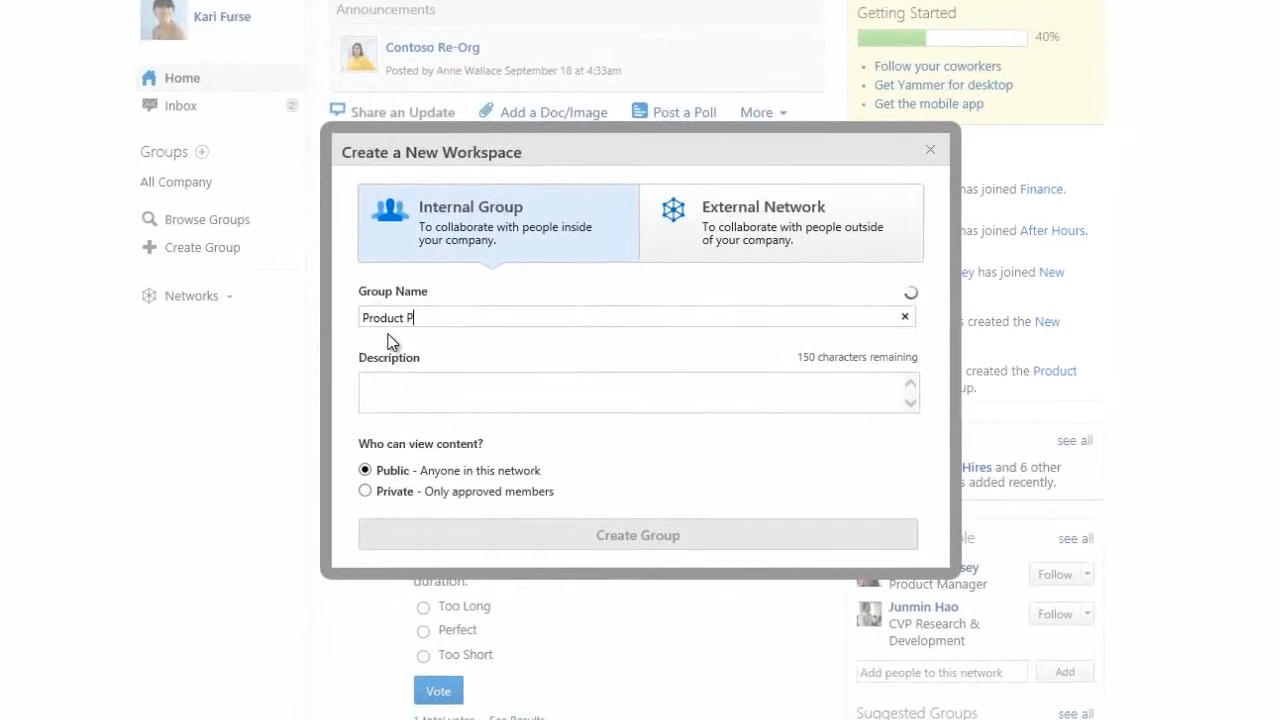 Kari Furse
Home
Inbox
2
Groups
All Company
Browse Groups
Create Group
Networks
Announcements
Contoso Re-Org
Posted by Anne Wallace September 18 at 4:33am
Share an Update
Add a Doc/Image
Post a Poll
More
Create a New Workspace
Internal Group
To collaborate with people inside
your company.
External Network
To collaborate with people outside
of your company.
Group Name
Product P
Description
150 characters remaining
Who can view content?
Public - Anyone in this network
Private - Only approved members
Create Group
duration.
Too Long
Perfect
Too Short
Vote
Getting Started
40%
Follow your coworkers
Get Yammer for desktop
Get the mobile app
has joined Finance.
has joined After Hours.
ey has joined New
s created the New
created the Product
up.
see all
Hires and 6 other
s added recently.
see all
sey
Product Manager
Follow
Junmin Hao
CVP Research &
Development
Follow
Add people to this network
Add
Suggested Groups
see all